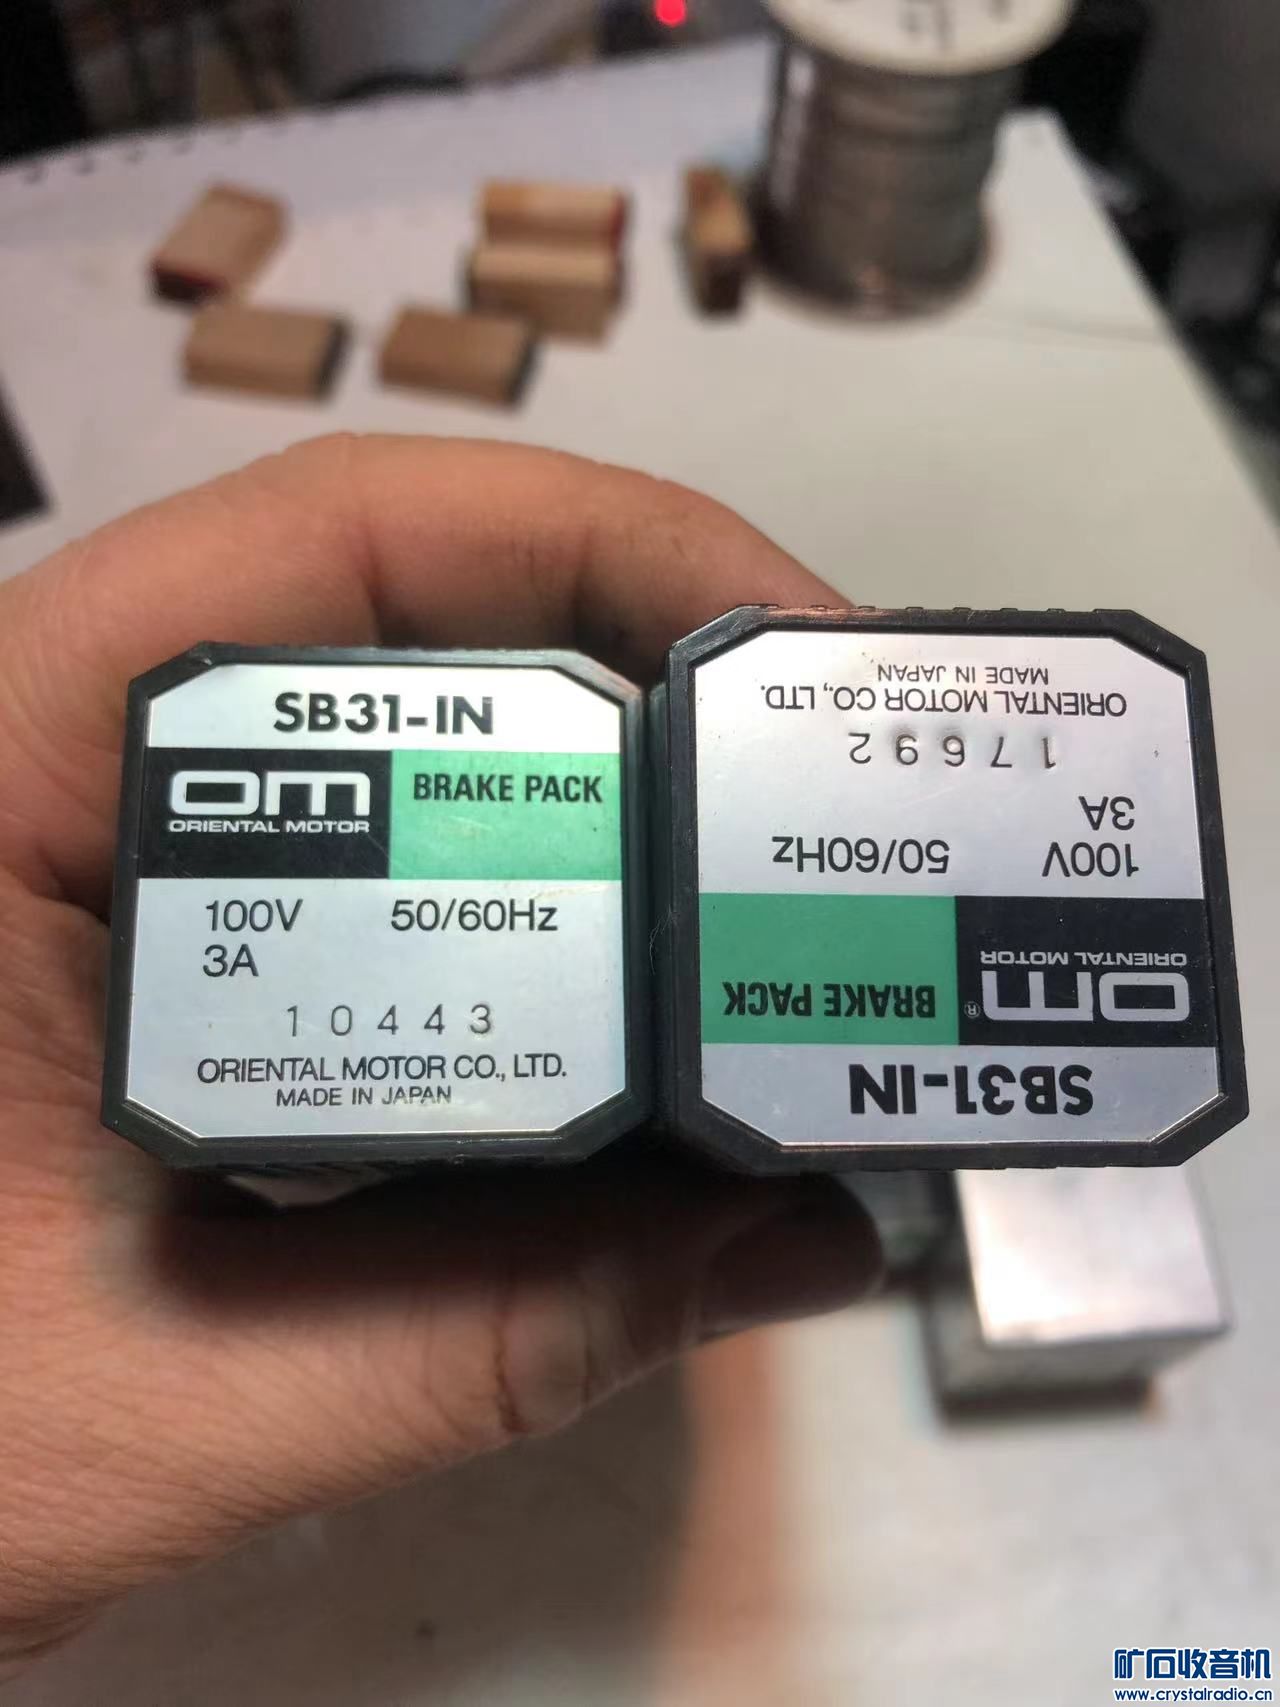 SB31-IN
OM
ORIENTAL MOTOR
BRAKE PACK
100V 50/60Hz
3A
10443
ORIENTAL MOTOR CO., LTD.
MADE IN JAPAN
SB31-IN
OM®
ORIENTAL MOTOR
BRAKE PACK
100V 50/60Hz
3A
17692
ORIENTAL MOTOR CO., LTD.
MADE IN JAPAN
矿石收音机
www.crystalradio.cn